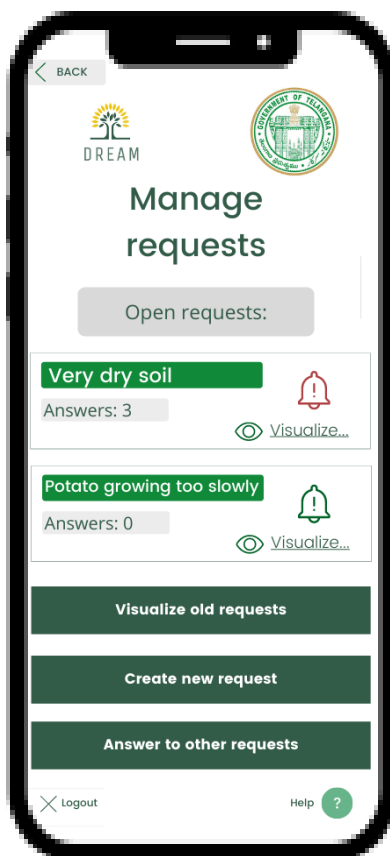 BACK
DREAM
GOVERNMENT OF TELANGANA
Manage
requests
Open requests:
Very dry soil
Answers: 3
!
Visualize...
Potato growing too slowly
Answers: 0
!
Visualize...
Visualize old requests
Create new request
Answer to other requests
Logout
Help ?